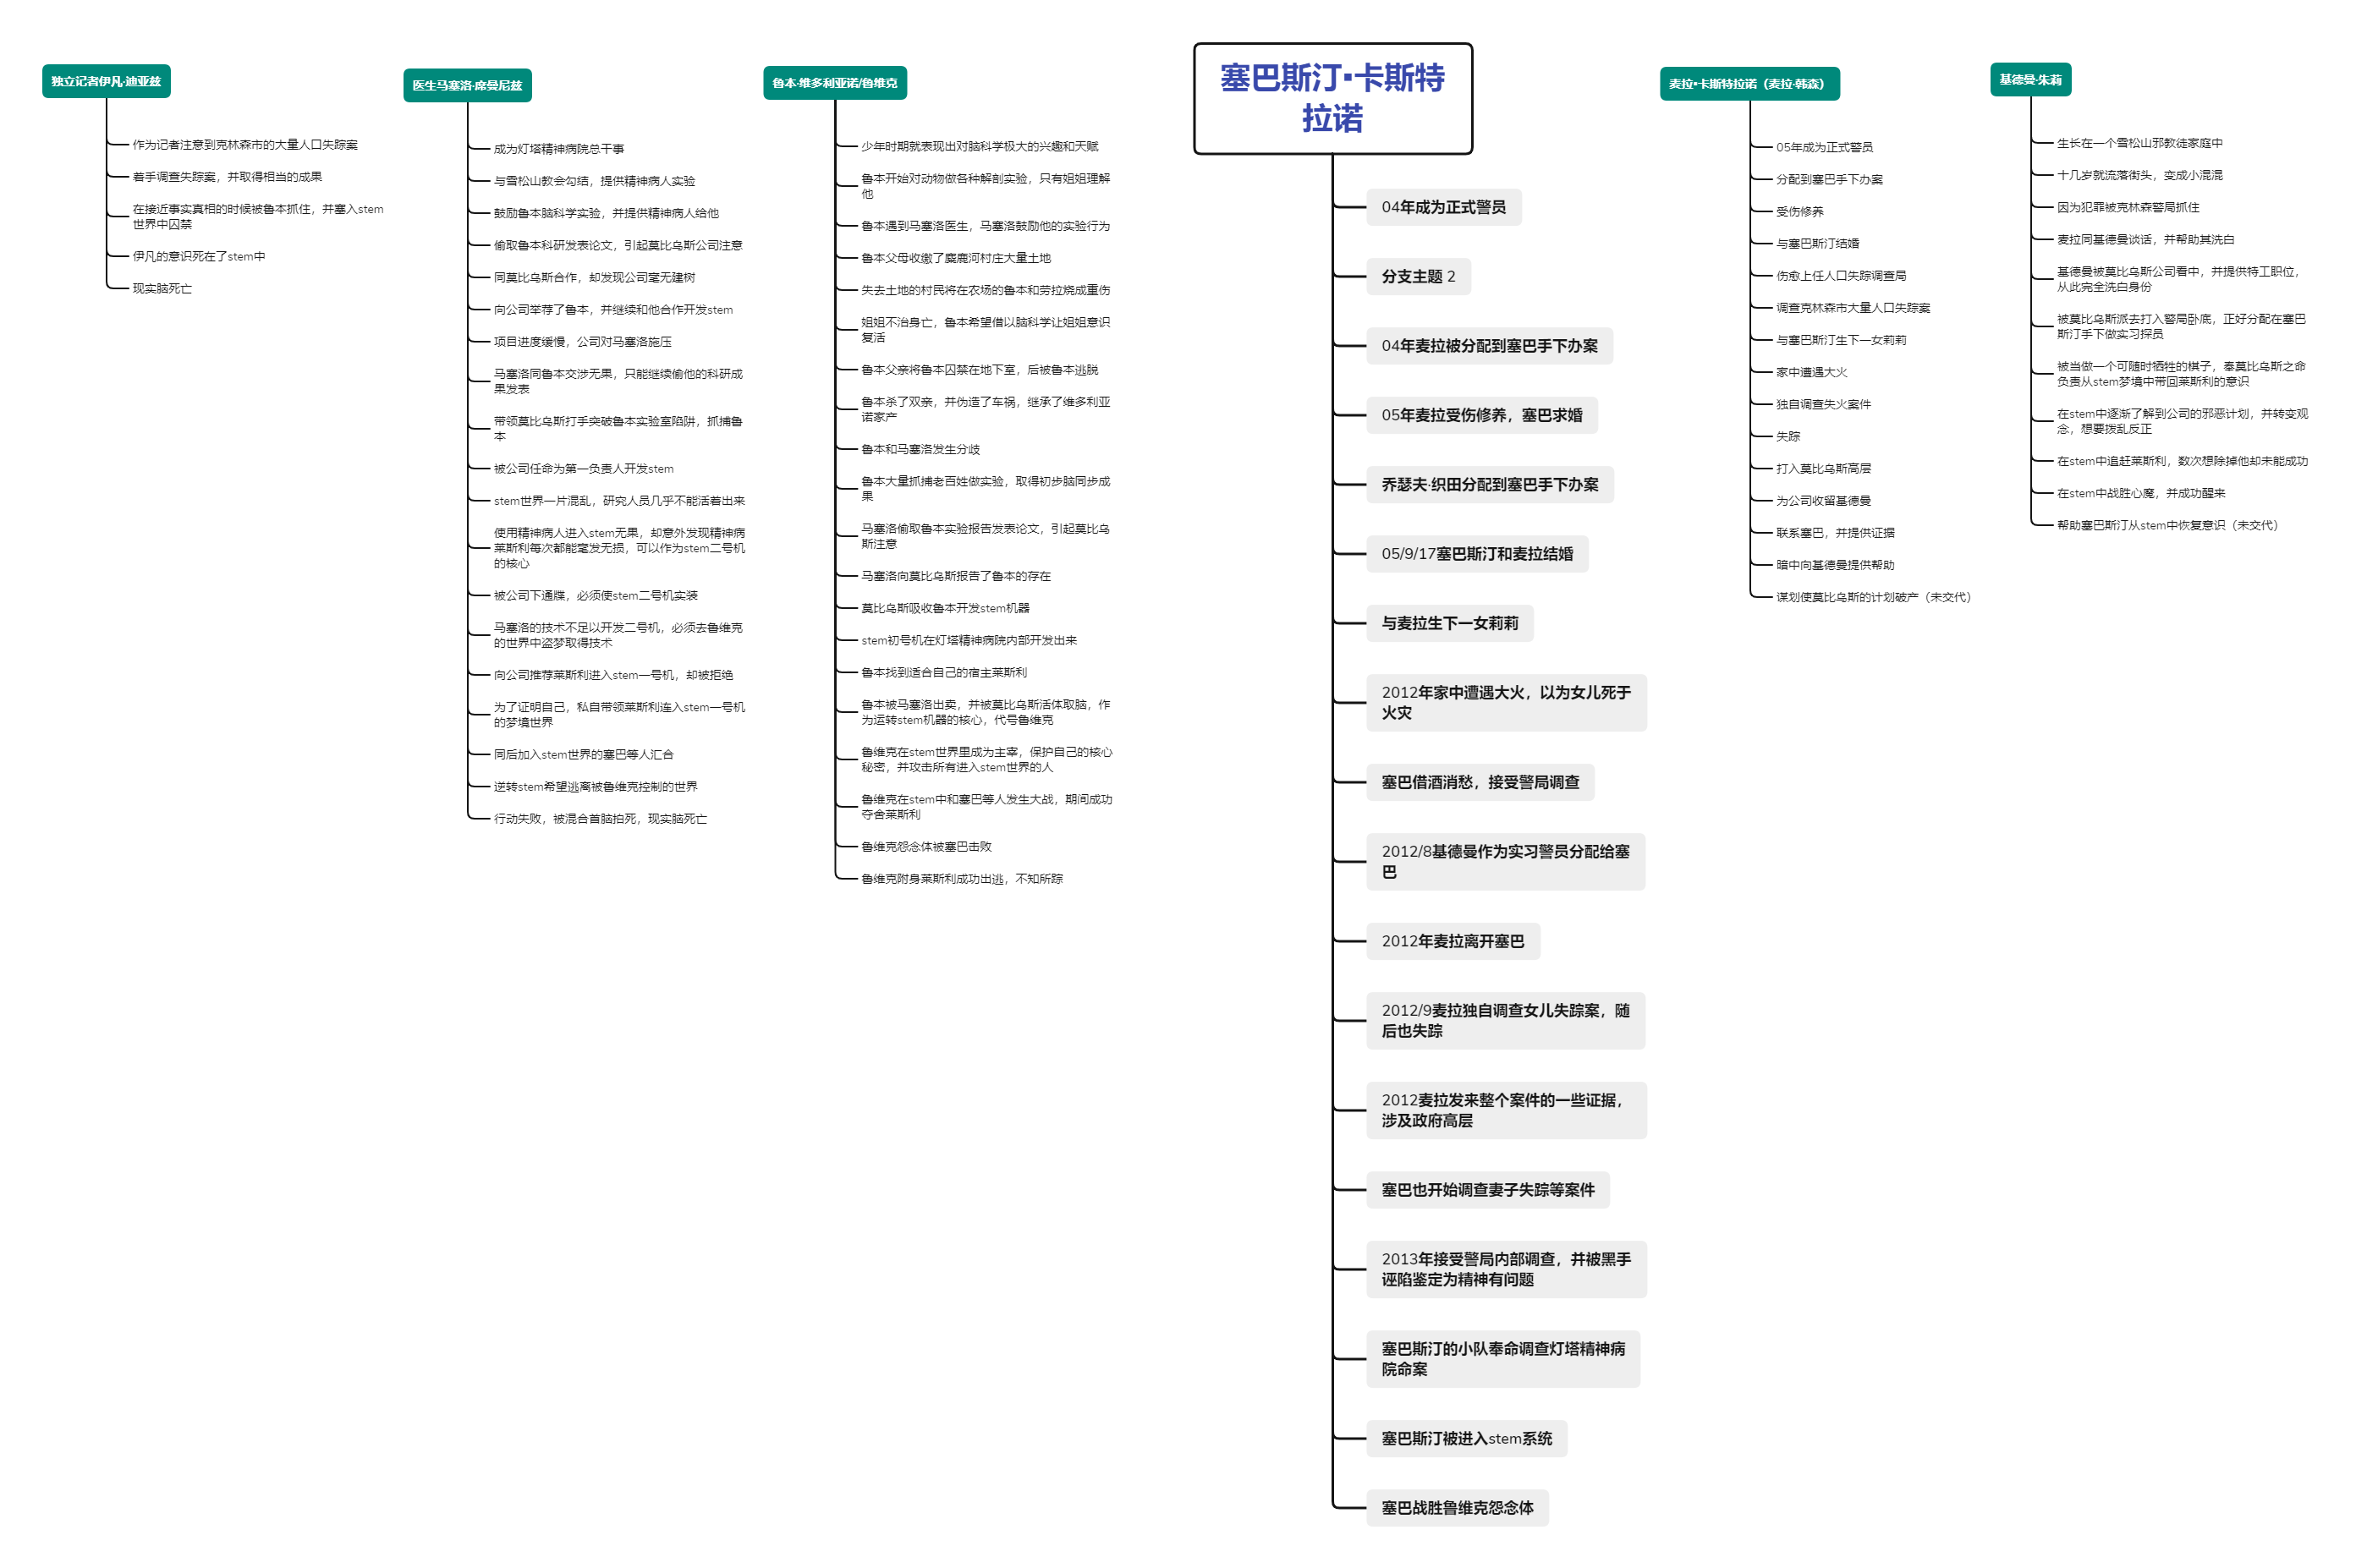 独立记者伊凡·迪亚兹
作为记者注意到克林森市的大量人口失踪案
着手调查失踪案，并取得相当的成果
在接近事实真相的时候被鲁本抓住，并塞入stem
世界中囚禁
伊凡的意识死在了stem中
现实脑死亡
医生马塞洛·席曼尼兹
成为灯塔精神病院总干事
与雪松山教会勾结，提供精神病人实验
鼓励鲁本脑科学实验，并提供精神病人给他
偷取鲁本科研发表论文，引起莫比乌斯公司注意
同莫比乌斯合作，却发现公司毫无建树
向公司举荐了鲁本，并继续和他合作开发stem
项目进度缓慢，公司对马塞洛施压
马塞洛同鲁本交涉无果，只能继续偷他的科研成
果发表
带领莫比乌斯打手突破鲁本实验室陷阱，抓捕鲁
本
被公司任命为第一负责人开发stem
stem世界一片混乱，研究人员几乎不能活着出来
使用精神病人进入stem无果，却意外发现精神病
莱斯利每次都能毫发无损，可以作为stem二号机
的核心
被公司下通牒，必须使stem二号机实装
马塞洛的技术不足以开发二号机，必须去鲁维克
的世界中盗梦取得技术
向公司推荐莱斯利进入stem一号机，却被拒绝
为了证明自己，私自带领莱斯利连入stem一号机
的梦境世界
同后加入stem世界的塞巴等人汇合
逆转stem希望逃离被鲁维克控制的世界
行动失败，被混合首脑拍死，现实脑死亡
鲁本·维多利亚诺/鲁维克
少年时期就表现出对脑科学极大的兴趣和天赋
鲁本开始对动物做各种解剖实验，只有姐姐理解
他
鲁本遇到马塞洛医生，马塞洛鼓励他的实验行为
鲁本父母收缴了麋鹿河村庄大量土地
失去土地的村民将在农场的鲁本和劳拉烧成重伤
姐姐不治身亡，鲁本希望借以脑科学让姐姐意识
复活
鲁本父亲将鲁本囚禁在地下室，后被鲁本逃脱
鲁本杀了双亲，并伪造了车祸，继承了维多利亚
诺家产
鲁本和马塞洛发生分歧
鲁本大量抓捕老百姓做实验，取得初步脑同步成
果
马塞洛偷取鲁本实验报告发表论文，引起莫比乌
斯注意
马塞洛向莫比乌斯报告了鲁本的存在
莫比乌斯吸收鲁本开发stem机器
stem初号机在灯塔精神病院内部开发出来
鲁本找到适合自己的宿主莱斯利
鲁本被马塞洛出卖，并被莫比乌斯活体取脑，作
为运转stem机器的核心，代号鲁维克
鲁维克在stem世界里成为主宰，保护自己的核心
秘密，并攻击所有进入stem世界的人
鲁维克在stem中和塞巴等人发生大战，期间成功
夺舍莱斯利
鲁维克怨念体被塞巴击败
鲁维克附身莱斯利成功出逃，不知所踪
塞巴斯汀·卡斯特
拉诺
04年成为正式警员
分支主题 2
04年麦拉被分配到塞巴手下办案
05年麦拉受伤修养，塞巴求婚
乔瑟夫·织田分配到塞巴手下办案
05/9/17塞巴斯汀和麦拉结婚
与麦拉生下一女莉莉
2012年家中遭遇大火，以为女儿死于
火灾
塞巴借酒消愁，接受警局调查
2012/8基德曼作为实习警员分配给塞
巴
2012年麦拉离开塞巴
2012/9麦拉独自调查女儿失踪案，随
后也失踪
2012麦拉发来整个案件的一些证据，
涉及政府高层
塞巴也开始调查妻子失踪等案件
2013年接受警局内部调查，并被黑手
诬陷鉴定为精神有问题
塞巴斯汀的小队奉命调查灯塔精神病
院命案
塞巴斯汀被进入stem系统
塞巴战胜鲁维克怨念体
麦拉·卡斯特拉诺（麦拉·韩森）
05年成为正式警员
分配到塞巴手下办案
受伤修养
与塞巴斯汀结婚
伤愈上任人口失踪调查局
调查克林森市大量人口失踪案
与塞巴斯汀生下一女莉莉
家中遭遇大火
独自调查失火案件
失踪
打入莫比乌斯高层
为公司收留基德曼
联系塞巴，并提供证据
暗中向基德曼提供帮助
谋划使莫比乌斯的计划破产（未交代）
基德曼·朱莉
生长在一个雪松山邪教徒家庭中
十几岁就流落街头，变成小混混
因为犯罪被克林森警局抓住
麦拉同基德曼谈话，并帮助其洗白
基德曼被莫比乌斯公司看中，并提供特工职位，
从此完全洗白身份
被莫比乌斯派去打入警局卧底，正好分配在塞巴
斯汀手下做实习探员
被当做一个可随时牺牲的棋子，奉莫比乌斯之命
负责从stem梦境中带回莱斯利的意识
在stem中逐渐了解到公司的邪恶计划，并转变观
念，想要拨乱反正
在stem中追赶莱斯利，数次想除掉他却未能成功
在stem中战胜心魔，并成功醒来
帮助塞巴斯汀从stem中恢复意识（未交代）